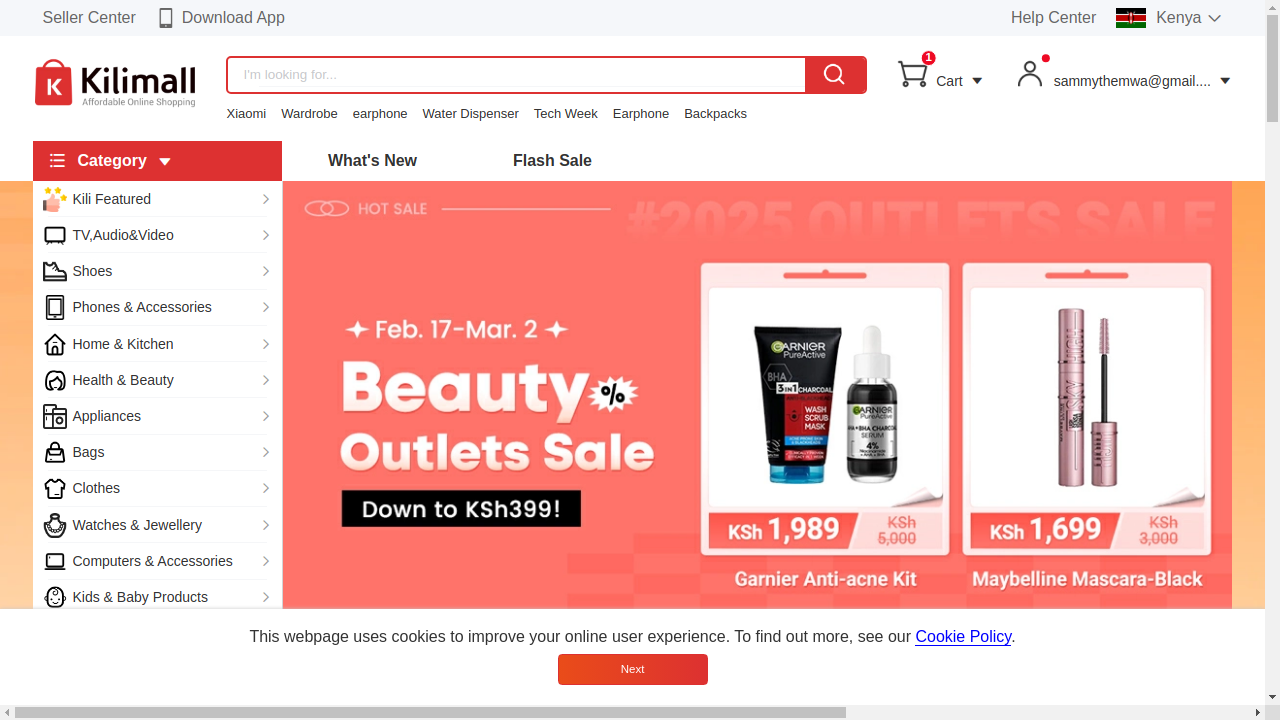 Seller Center Download App Help Center Kenya
Kilimall
Affordable Online Shopping
I'm looking for...
1
Cart
sammythemwa@gmail....
Xiaomi Wardrobe earphone Water Dispenser Tech Week Earphone Backpacks
Category What's New Flash Sale
Kili Featured
TV,Audio&Video
Shoes
Phones & Accessories
Home & Kitchen
Health & Beauty
Appliances
Bags
Clothes
Watches & Jewellery
Computers & Accessories
Kids & Baby Products
HOT SALE
#2025 OUTLETS SALE
Feb. 17-Mar. 2
Beauty %
Outlets Sale
Down to KSh399!
GARNIER
PureActive
BHA
3 IN 1 CHARCOAL
WASH
SCRUB
MASK
GARNIER
PureActive
AHA+BHA CHARCOAL
SERUM
4%
KSh 1,989 KSh 5,000
Garnier Anti-acne Kit
SKY HIGH
KSh 1,699 KSh 3,000
Maybelline Mascara-Black
This webpage uses cookies to improve your online user experience. To find out more, see our Cookie Policy.
Next